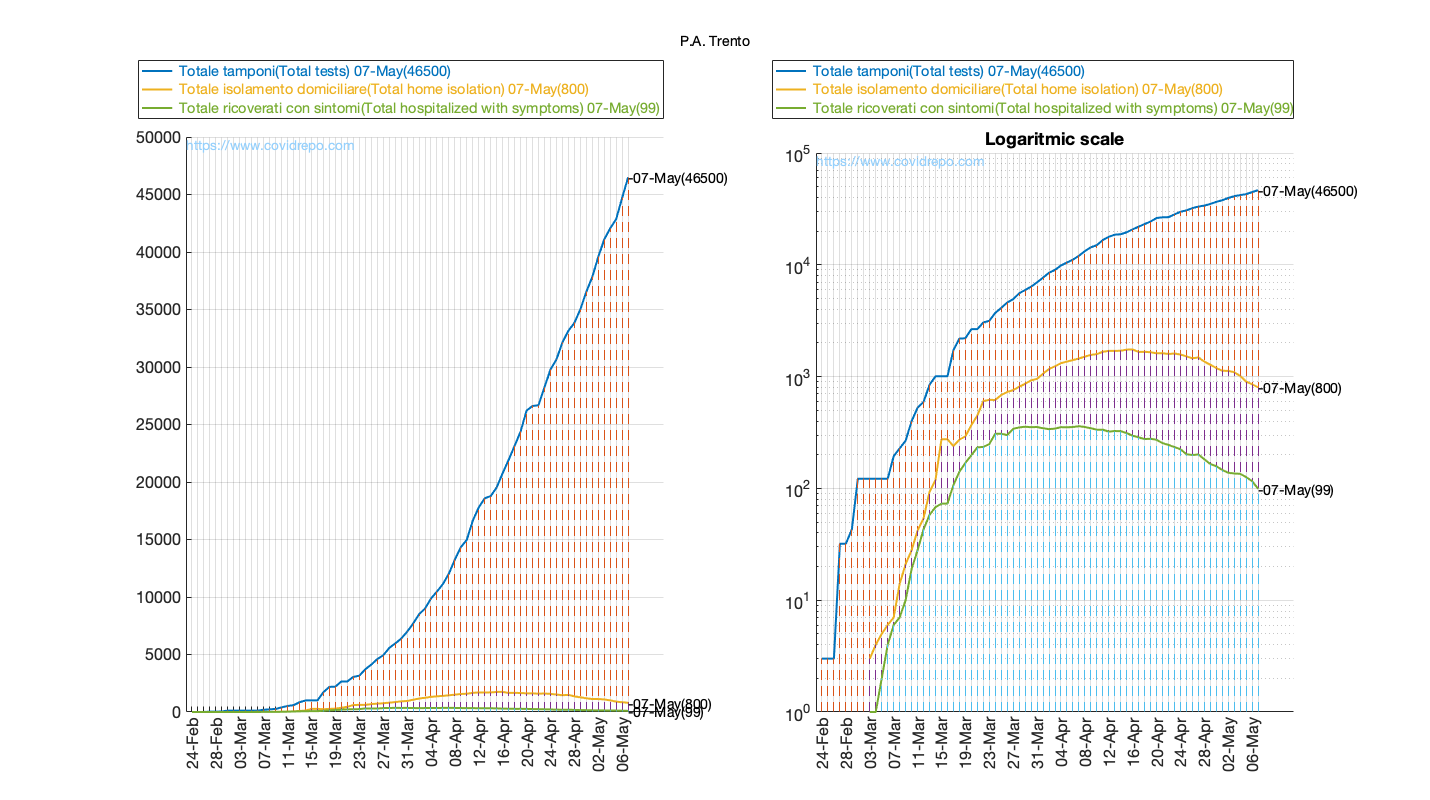 P.A. Trento
Totale tamponi(Total tests) 07-May(46500)
Totale isolamento domiciliare(Total home isolation) 07-May(800)
Totale ricoverati con sintomi(Total hospitalized with symptoms) 07-May(99)
50000
45000
40000
35000
30000
25000
20000
15000
10000
5000
0
https://www.covidrepo.com
07-May(46500)
07-May(800)
07-May(99)
24-Feb
28-Feb
03-Mar
07-Mar
11-Mar
15-Mar
19-Mar
23-Mar
27-Mar
31-Mar
04-Apr
08-Apr
12-Apr
16-Apr
20-Apr
24-Apr
28-Apr
02-May
06-May
Totale tamponi(Total tests) 07-May(46500)
Totale isolamento domiciliare(Total home isolation) 07-May(800)
Totale ricoverati con sintomi(Total hospitalized with symptoms) 07-May(99)
Logaritmic scale
10^5
10^4
10^3
10^2
10^1
10^0
https://www.covidrepo.com
07-May(46500)
07-May(800)
07-May(99)
24-Feb
28-Feb
03-Mar
07-Mar
11-Mar
15-Mar
19-Mar
23-Mar
27-Mar
31-Mar
04-Apr
08-Apr
12-Apr
16-Apr
20-Apr
24-Apr
28-Apr
02-May
06-May